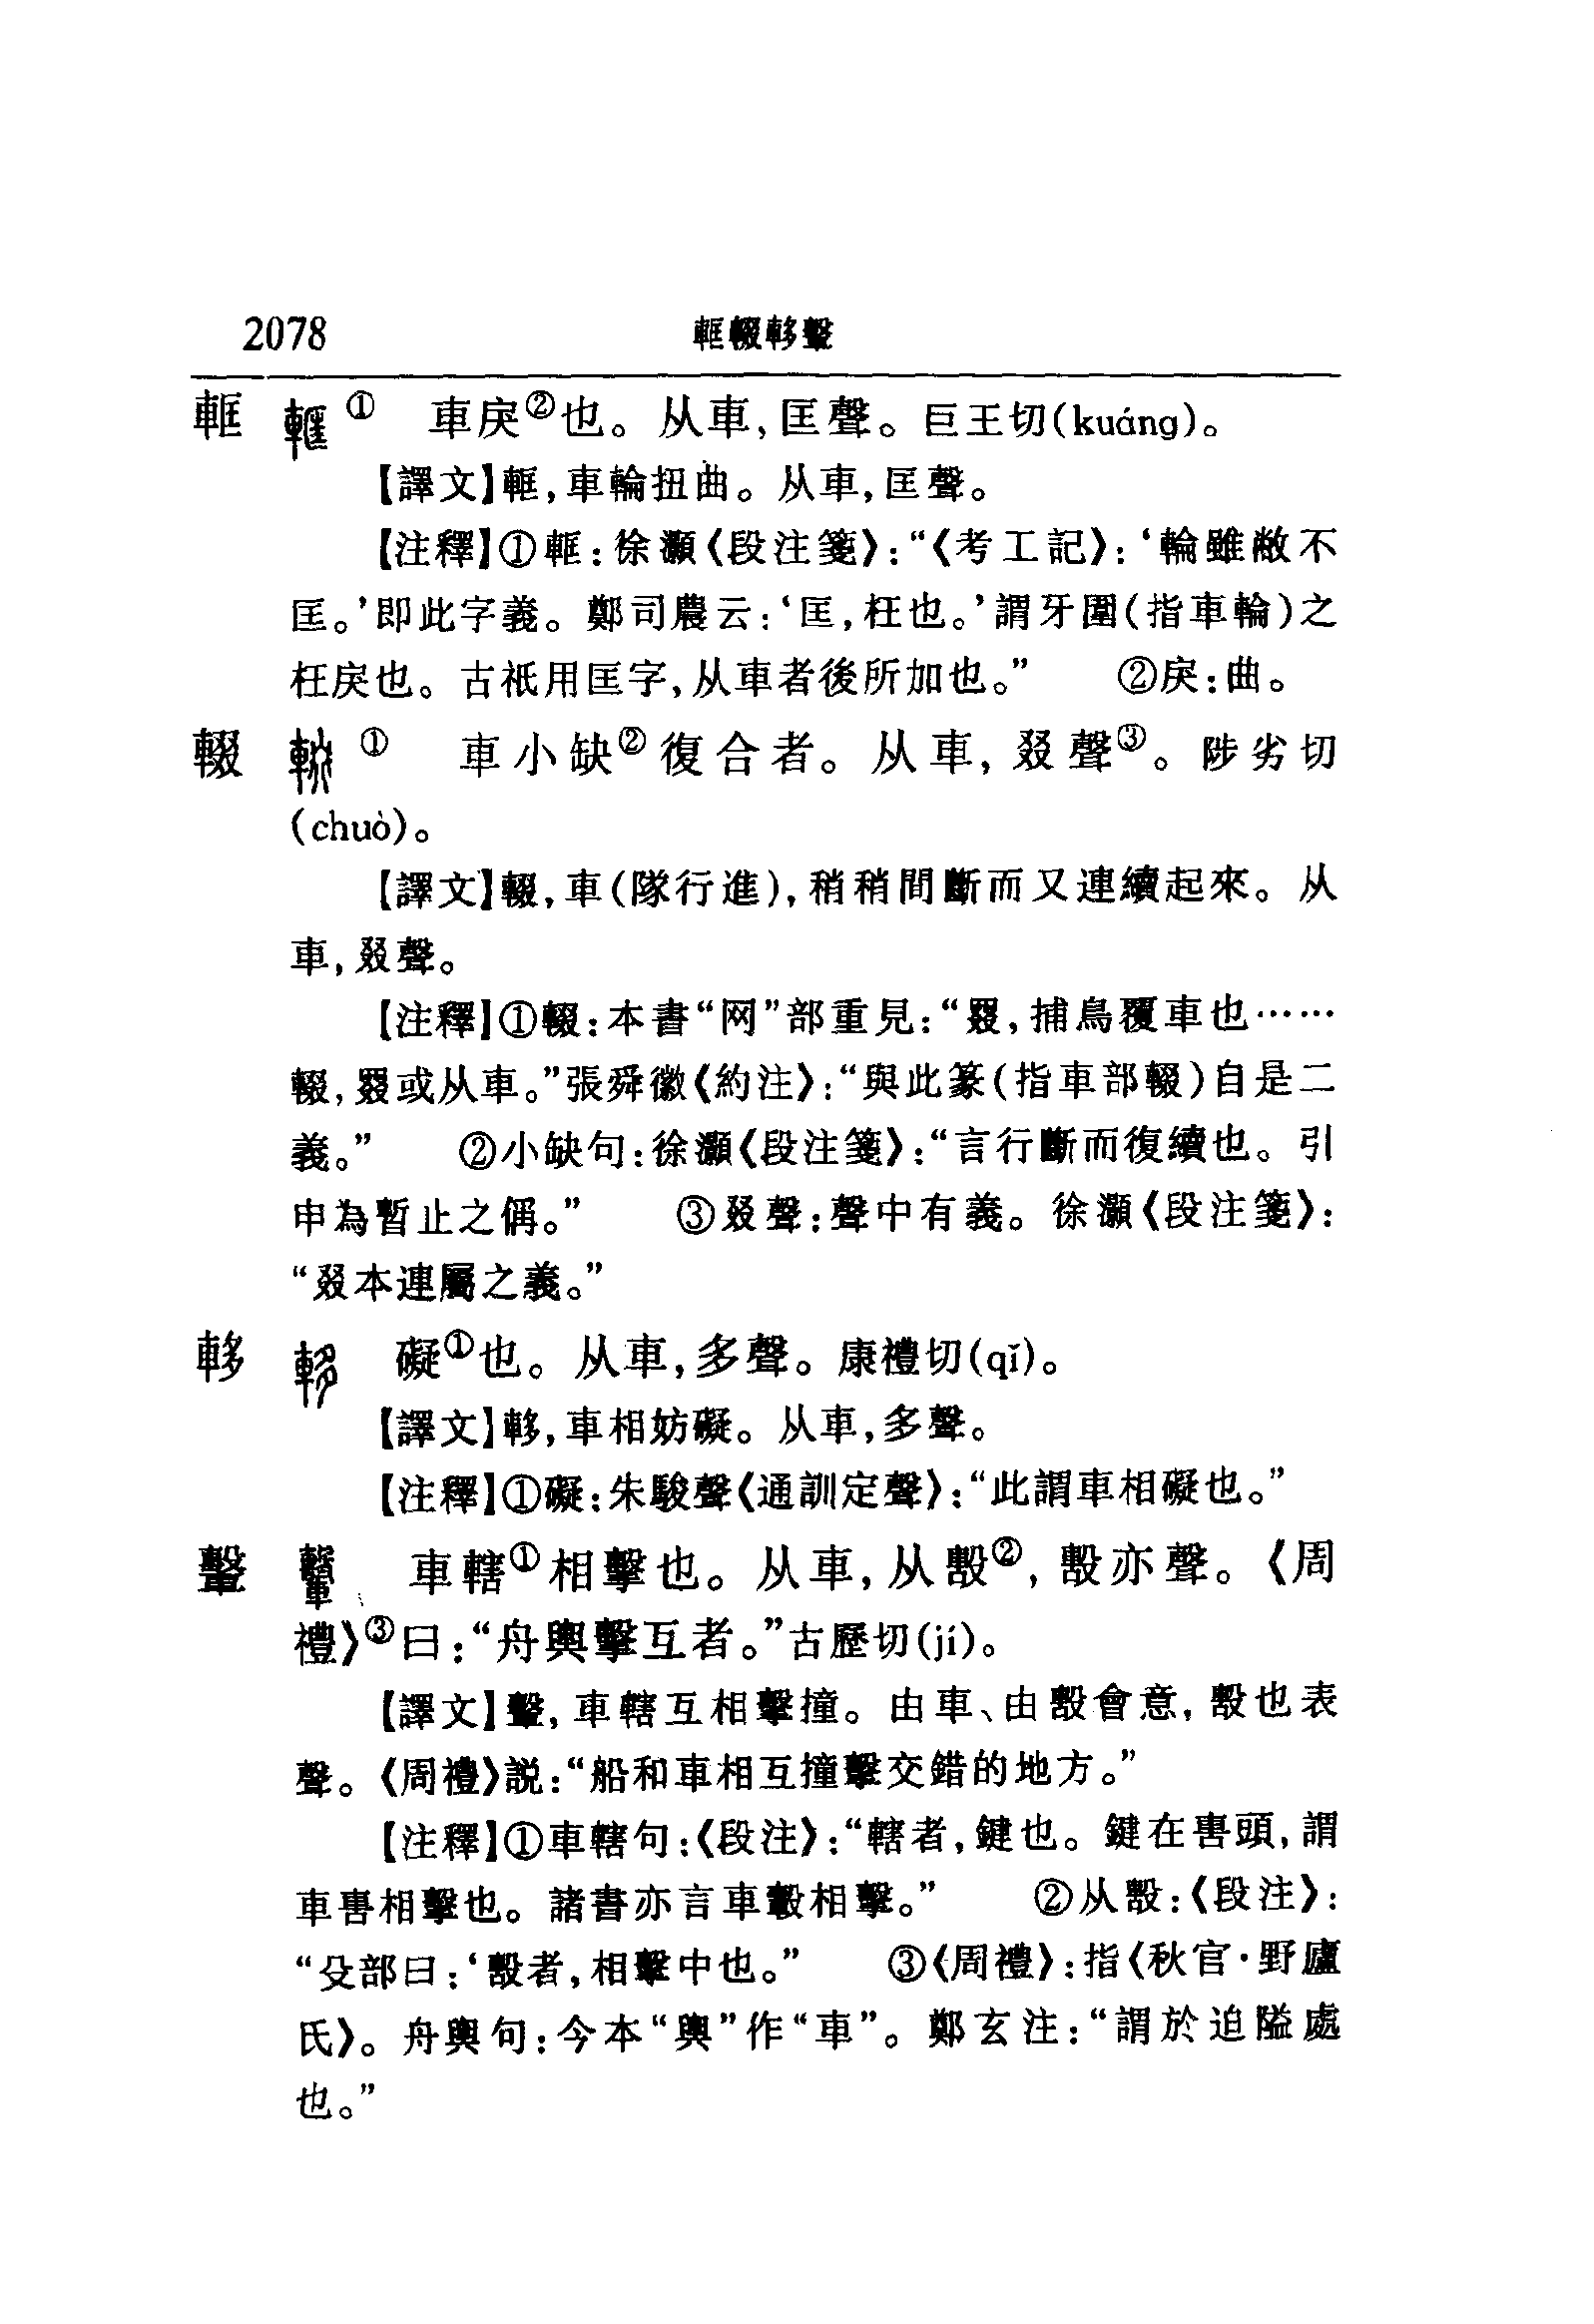 2078 軭輟䡔轚
軭 ① 車戾②也。从車,匡聲。巨王切(kuáng)。
【譯文】軭,車輪扭曲。从車,匡聲。
【注釋】①軭:徐灝《段注箋》:“《考工記》:‘輪雖敝不
匡。’即此字義。鄭司農云:‘匡,枉也。’謂牙圍(指車輪)之
枉戾也。古祇用匡字,从車者後所加也。” ②戾:曲。
輟 ① 車小缺②復合者。从車,叕聲③。陟劣切
(chuò)。
【譯文】輟,車(隊行進),稍稍間斷而又連續起來。从
車,叕聲。
【注釋】①輟:本書“网”部重見:“罬,捕鳥覆車也……
輟,罬或从車。”張舜徽《約注》:“與此篆(指車部輟)自是二
義。” ②小缺句:徐灝《段注箋》:“言行斷而復續也。引
申為暫止之偁。” ③叕聲:聲中有義。徐灝《段注箋》:
“叕本連屬之義。”
䡔 礙①也。从車,多聲。康禮切(qǐ)。
【譯文】䡔,車相妨礙。从車,多聲。
【注釋】①礙:朱駿聲《通訓定聲》:“此謂車相礙也。”
轚 車轄①相擊也。从車,从毄②,毄亦聲。《周
禮》③曰:“舟輿擊互者。”古歷切(jí)。
【譯文】轚,車轄互相擊撞。由車、由毄會意,毄也表
聲。《周禮》説:“船和車相互撞擊交錯的地方。”
【注釋】①車轄句:《段注》:“轄者,鍵也。鍵在軎頭,謂
車軎相擊也。諸書亦言車轂相擊。” ②从毄:《段注》:
“殳部曰:‘毄者,相擊中也。” ③《周禮》:指《秋官·野廬
氏》。舟輿句:今本“輿”作“車”。鄭玄注:“謂於迫隘處
也。”